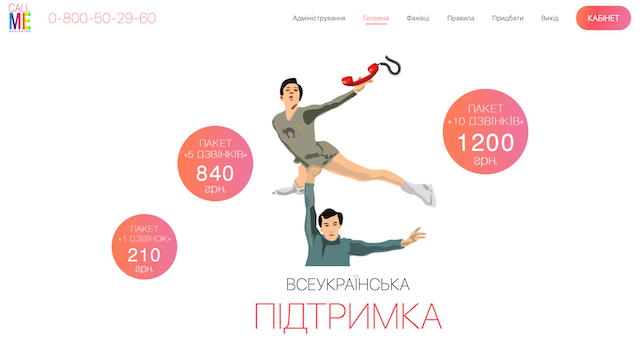 CALL
ME
0-800-50-29-60
Адміністрування
Головна
Фахівці
Правила
Придбати
Вихід
КАБІНЕТ
ПАКЕТ
«10 ДЗВІНКІВ»
1200
грн.
ПАКЕТ
«5 ДЗВІНКІВ»
840
грн.
ПАКЕТ
«1 ДЗВІНОК»
210
грн.
ВСЕУКРАЇНСЬКА
ПІДТРИМКА